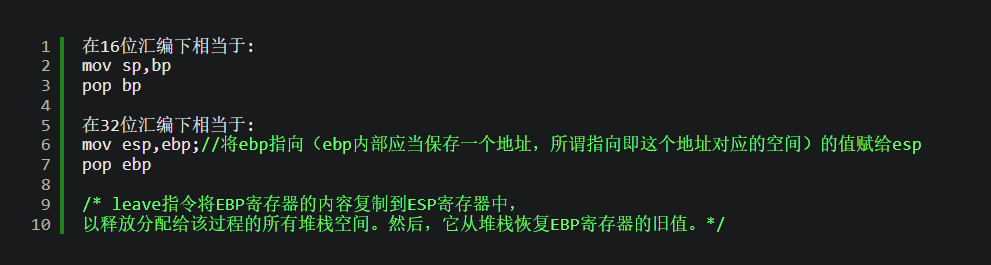 1 在16位汇编下相当于:
2 mov sp,bp
3 pop bp
4
5 在32位汇编下相当于:
6 mov esp,ebp;//将ebp指向（ebp内部应当保存一个地址，所谓指向即这个地址对应的空间）的值赋给esp
7 pop ebp
8
9 /* leave指令将EBP寄存器的内容复制到ESP寄存器中，
10 以释放分配给该过程的所有堆栈空间。然后，它从堆栈恢复EBP寄存器的旧值。*/